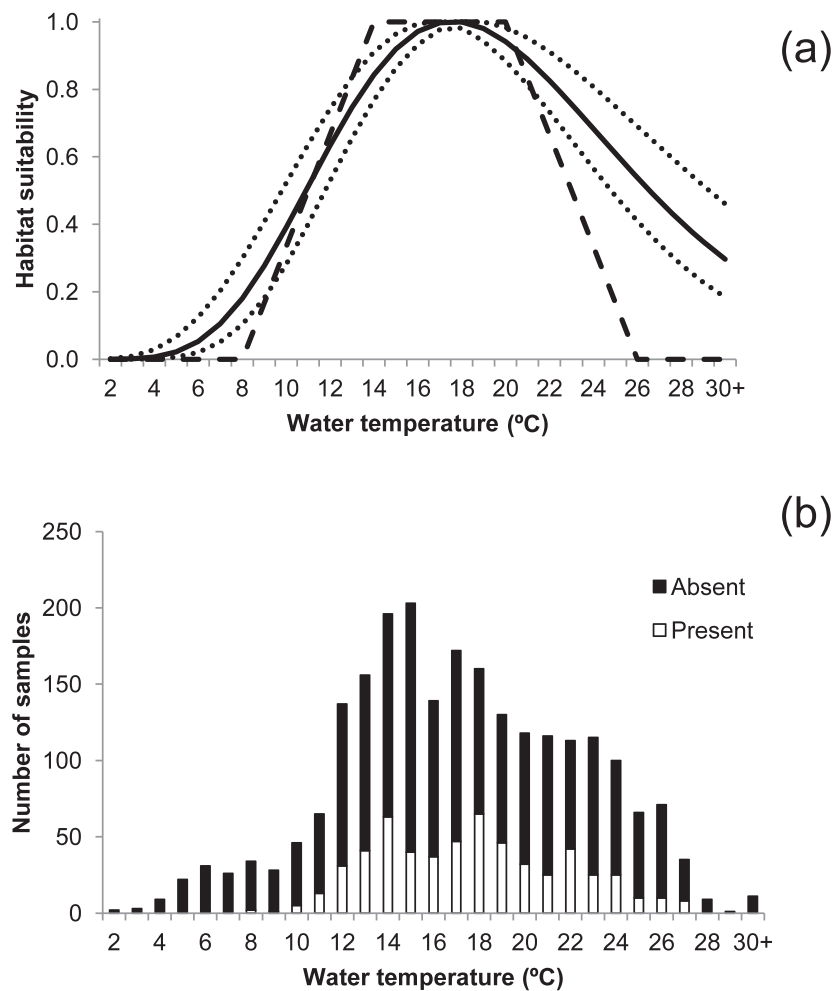 (a)
1.0
0.8
0.6
0.4
0.2
0.0
Habitat suitability
2 4 6 8 10 12 14 16 18 20 22 24 26 28 30+
Water temperature (ºC)
(b)
250
200
150
100
50
0
Number of samples
Absent
Present
2 4 6 8 10 12 14 16 18 20 22 24 26 28 30+
Water temperature (ºC)